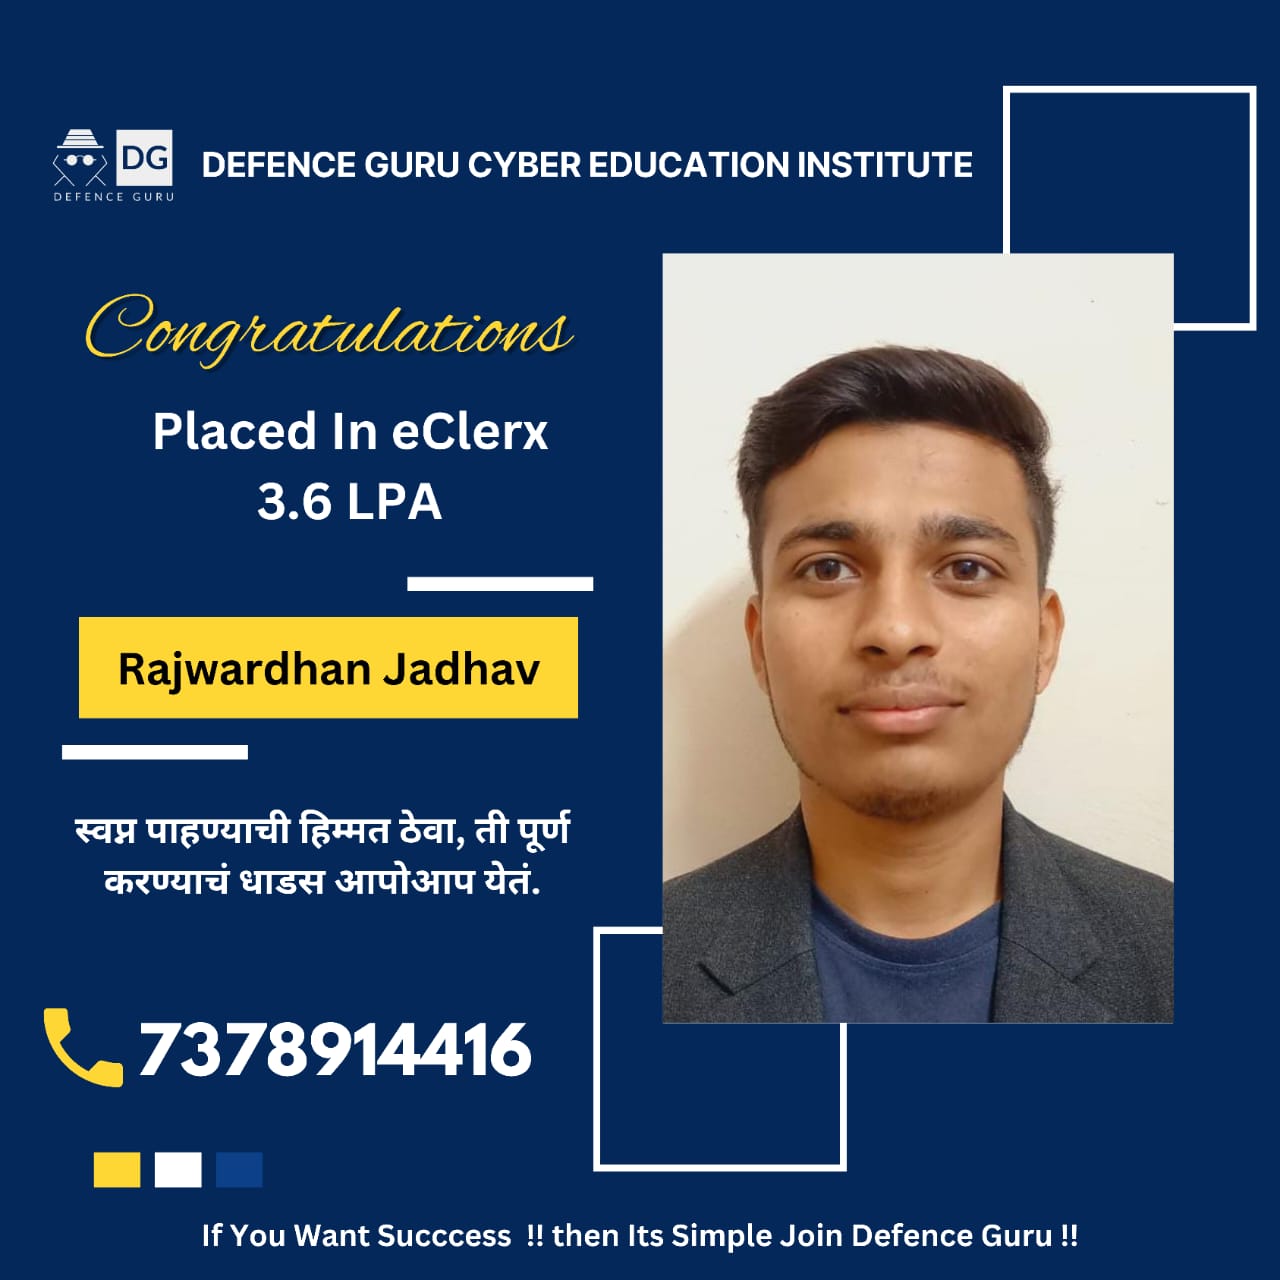 DG
DEFENCE GURU
DEFENCE GURU CYBER EDUCATION INSTITUTE
Congratulations
Placed In eClerx
3.6 LPA
Rajwardhan Jadhav
स्वप्न पाहण्याची हिम्मत ठेवा, ती पूर्ण
करण्याचं धाडस आपोआप येतं.
7378914416
If You Want Succcess !! then Its Simple Join Defence Guru !!